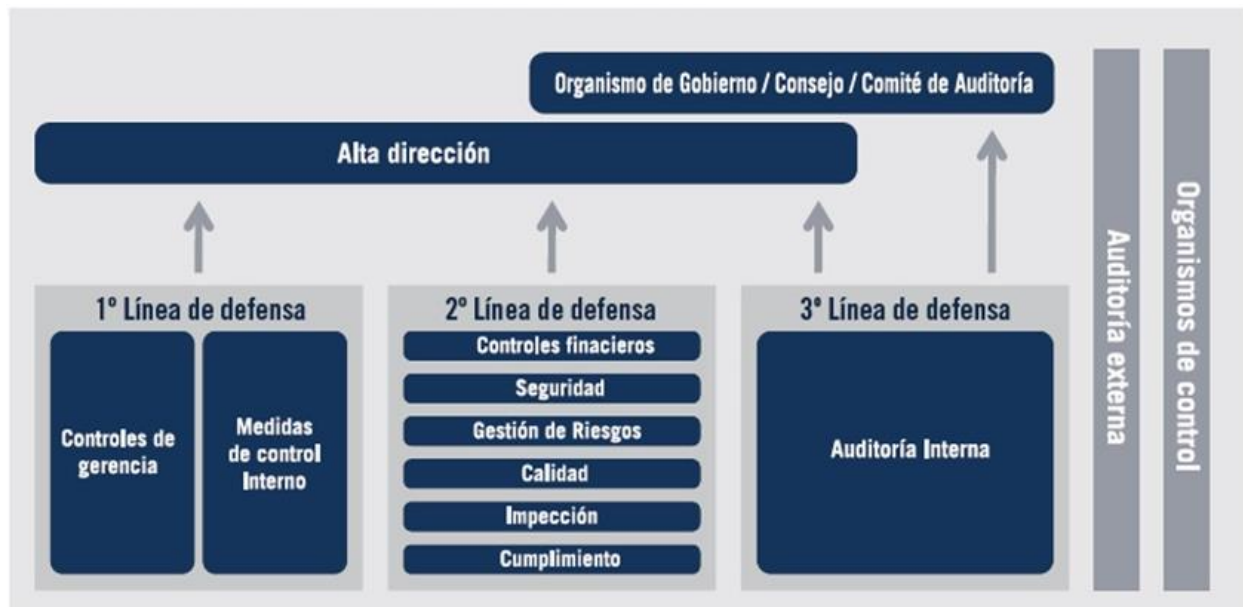 Organismo de Gobierno / Consejo / Comité de Auditoría
Alta dirección
1º Línea de defensa
Controles de
gerencia
Medidas
de control
Interno
2º Línea de defensa
Controles finacieros
Seguridad
Gestión de Riesgos
Calidad
Impección
Cumplimiento
3º Línea de defensa
Auditoría Interna
Auditoría externa
Organismos de control